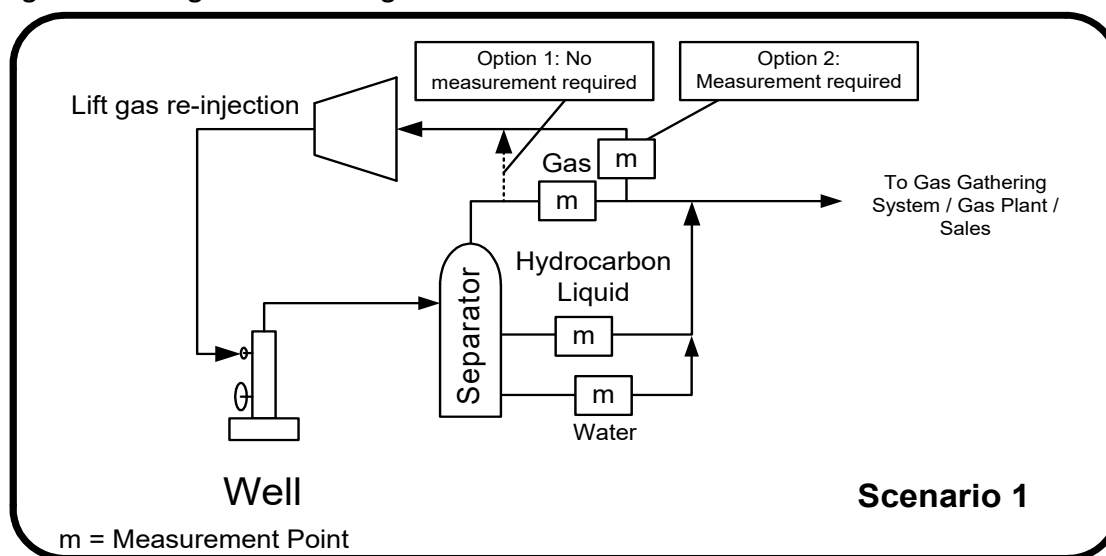 Option 1: No
measurement required
Option 2:
Measurement required
Lift gas re-injection
Gas
m
m
To Gas Gathering
System / Gas Plant /
Sales
Separator
Hydrocarbon
Liquid
m
m
Water
Well
Scenario 1
m = Measurement Point